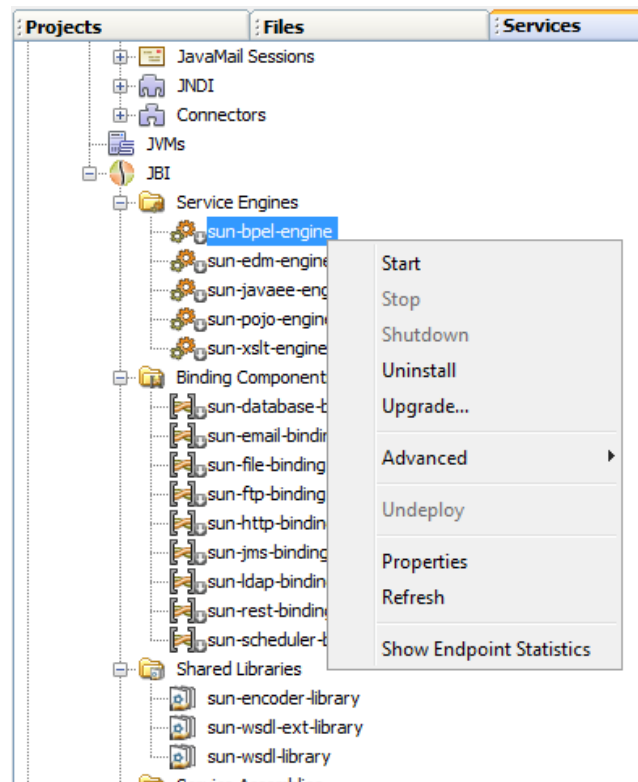 Projects
Files
Services
JavaMail Sessions
JNDI
Connectors
JVMs
JBI
Service Engines
sun-bpel-engine
sun-edm-engine
sun-javaee-eng
sun-pojo-engine
sun-xslt-engine
Binding Component
sun-database-b
sun-email-bindin
sun-file-binding
sun-ftp-binding
sun-http-bindin
sun-jms-binding
sun-ldap-bindin
sun-rest-binding
sun-scheduler-b
Shared Libraries
sun-encoder-library
sun-wsdl-ext-library
sun-wsdl-library
Start
Stop
Shutdown
Uninstall
Upgrade...
Advanced
Undeploy
Properties
Refresh
Show Endpoint Statistics